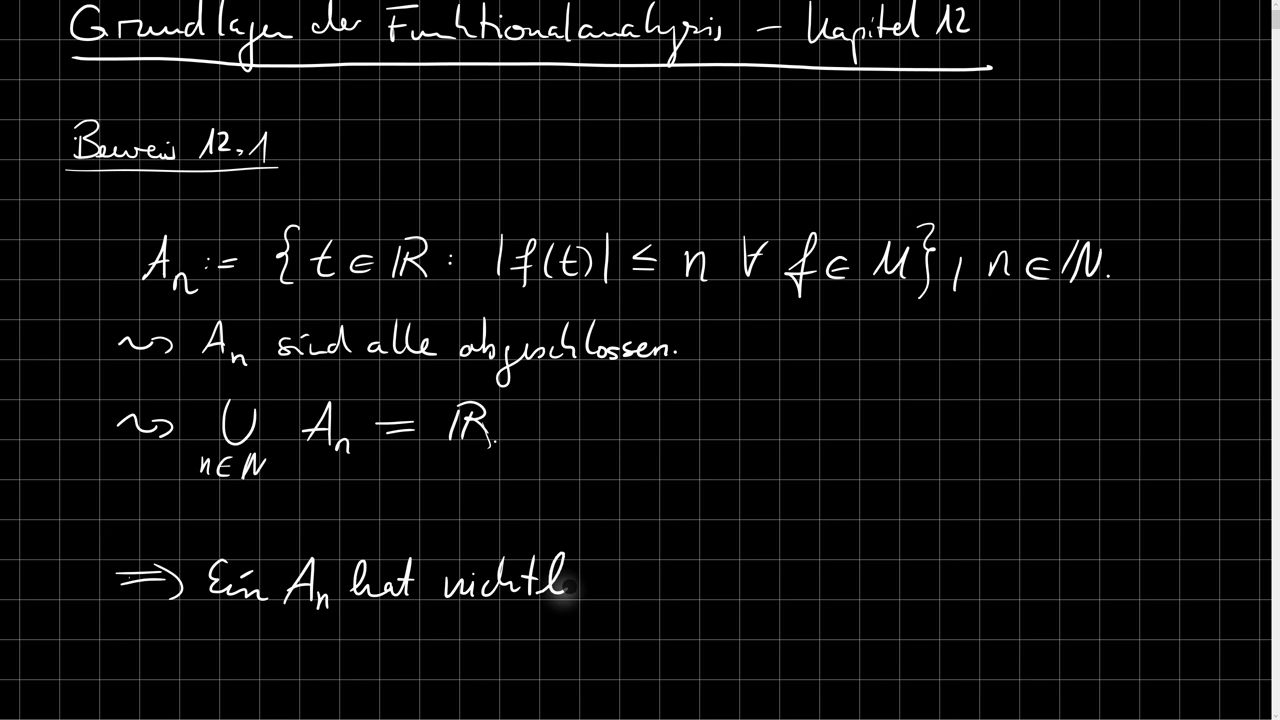 Grundlagen der Funktionalanalysis – Kapitel 12
Beweis 12.1
Aₙ := { t ∈ ℝ : |f(t)| ≤ n ∀ f ∈ M }, n ∈ ℕ.
⇝ Aₙ sind alle abgeschlossen.
⇝ ⋃ Aₙ = ℝ.
n∈ℕ
⇒ Ein Aₙ hat nichtl